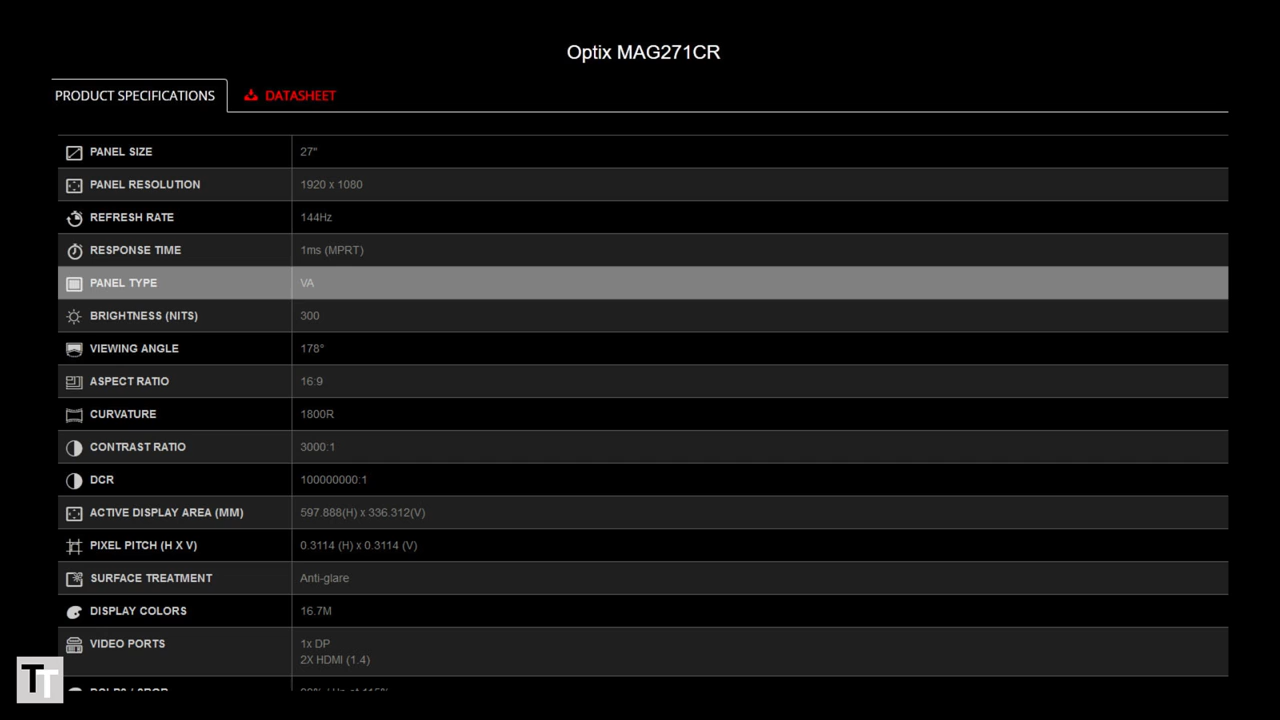 Optix MAG271CR
PRODUCT SPECIFICATIONS DATASHEET
PANEL SIZE 27"
PANEL RESOLUTION 1920 x 1080
REFRESH RATE 144Hz
RESPONSE TIME 1ms (MPRT)
PANEL TYPE VA
BRIGHTNESS (NITS) 300
VIEWING ANGLE 178°
ASPECT RATIO 16:9
CURVATURE 1800R
CONTRAST RATIO 3000:1
DCR 100000000:1
ACTIVE DISPLAY AREA (MM) 597.888(H) x 336.312(V)
PIXEL PITCH (H X V) 0.3114 (H) x 0.3114 (V)
SURFACE TREATMENT Anti-glare
DISPLAY COLORS 16.7M
VIDEO PORTS 1x DP
2X HDMI (1.4)
TT